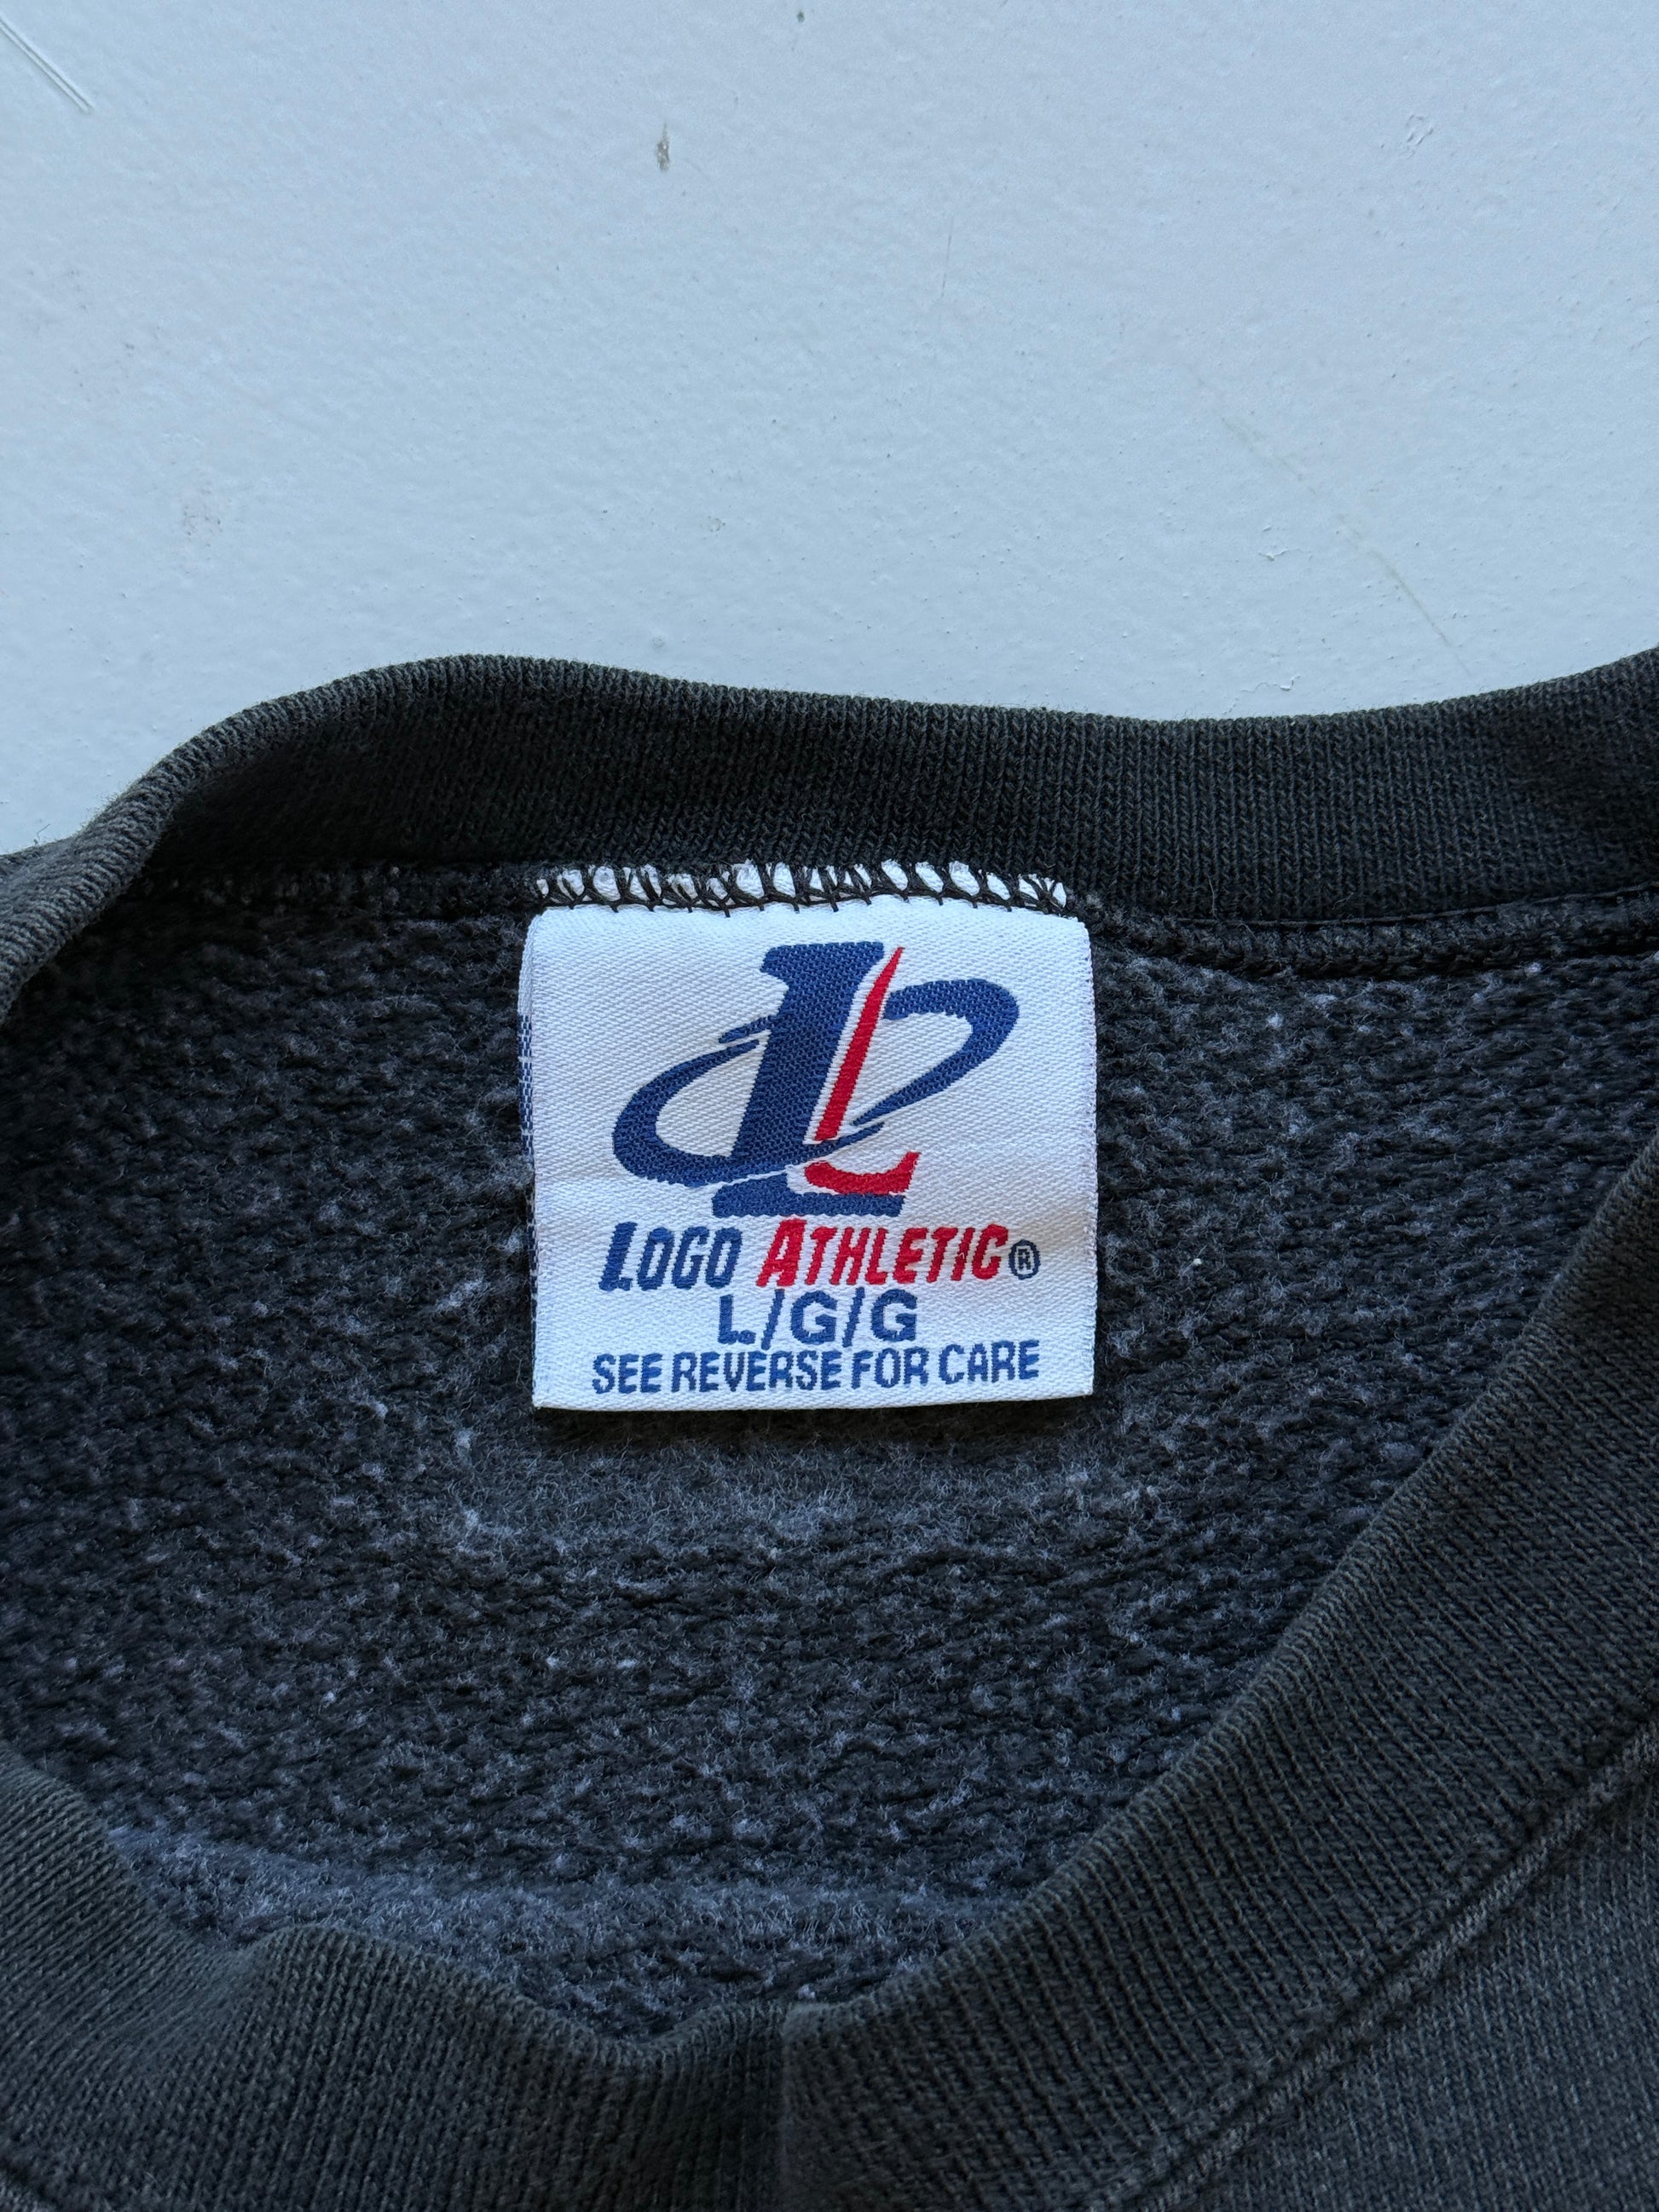 L
LOGO ATHLETIC®
L/G/G
SEE REVERSE FOR CARE